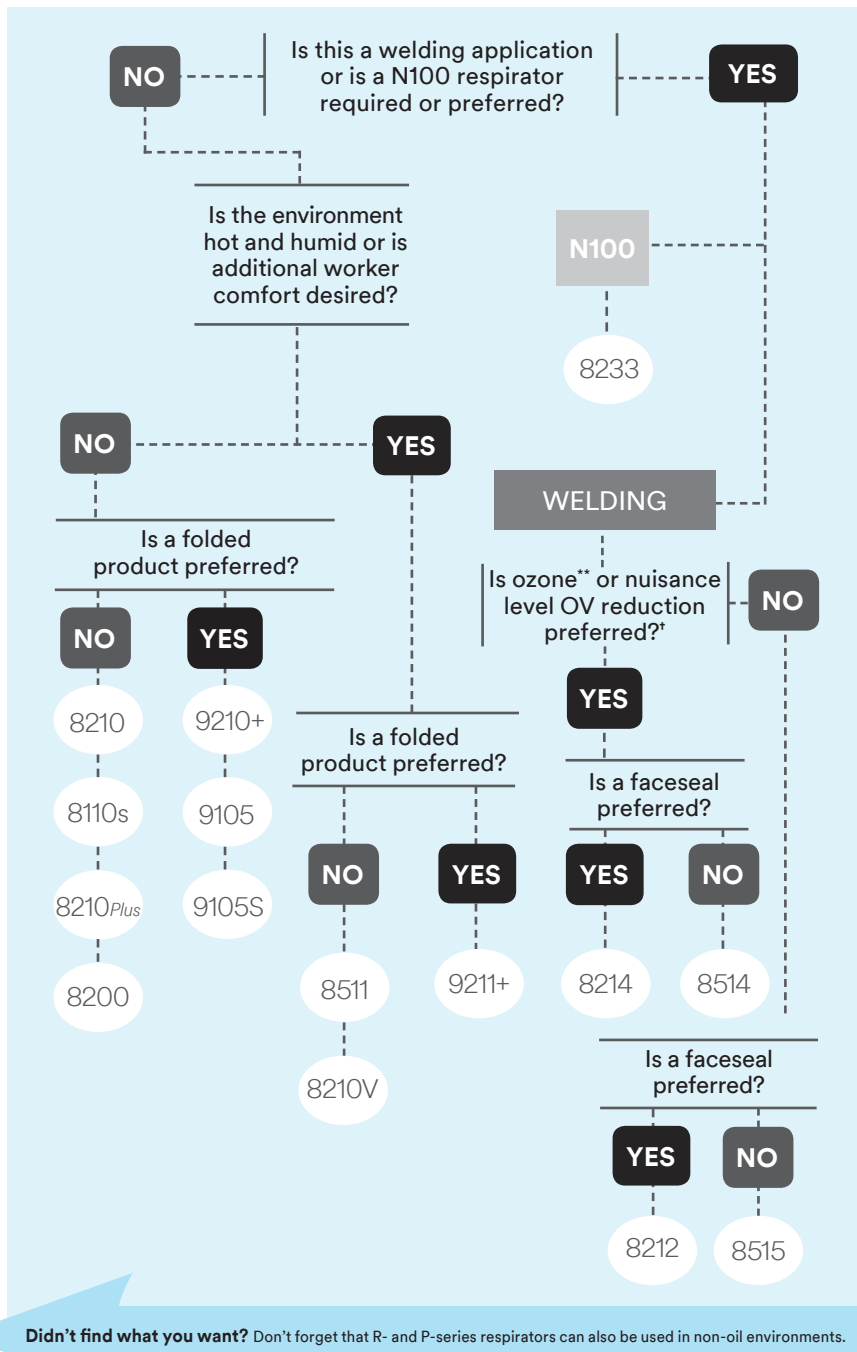 Is this a welding application
or is a N100 respirator
required or preferred?
NO
YES
Is the environment
hot and humid or is
additional worker
comfort desired?
N100
8233
NO
YES
WELDING
Is a folded
product preferred?
Is ozone** or nuisance
level OV reduction
preferred?†
NO
NO
YES
YES
8210
9210+
8110s
9105
8210Plus
9105S
8200
Is a folded
product preferred?
NO
YES
8511
9211+
8210V
Is a faceseal
preferred?
YES
NO
8214
8514
Is a faceseal
preferred?
YES
NO
8212
8515
Didn't find what you want? Don't forget that R- and P-series respirators can also be used in non-oil environments.